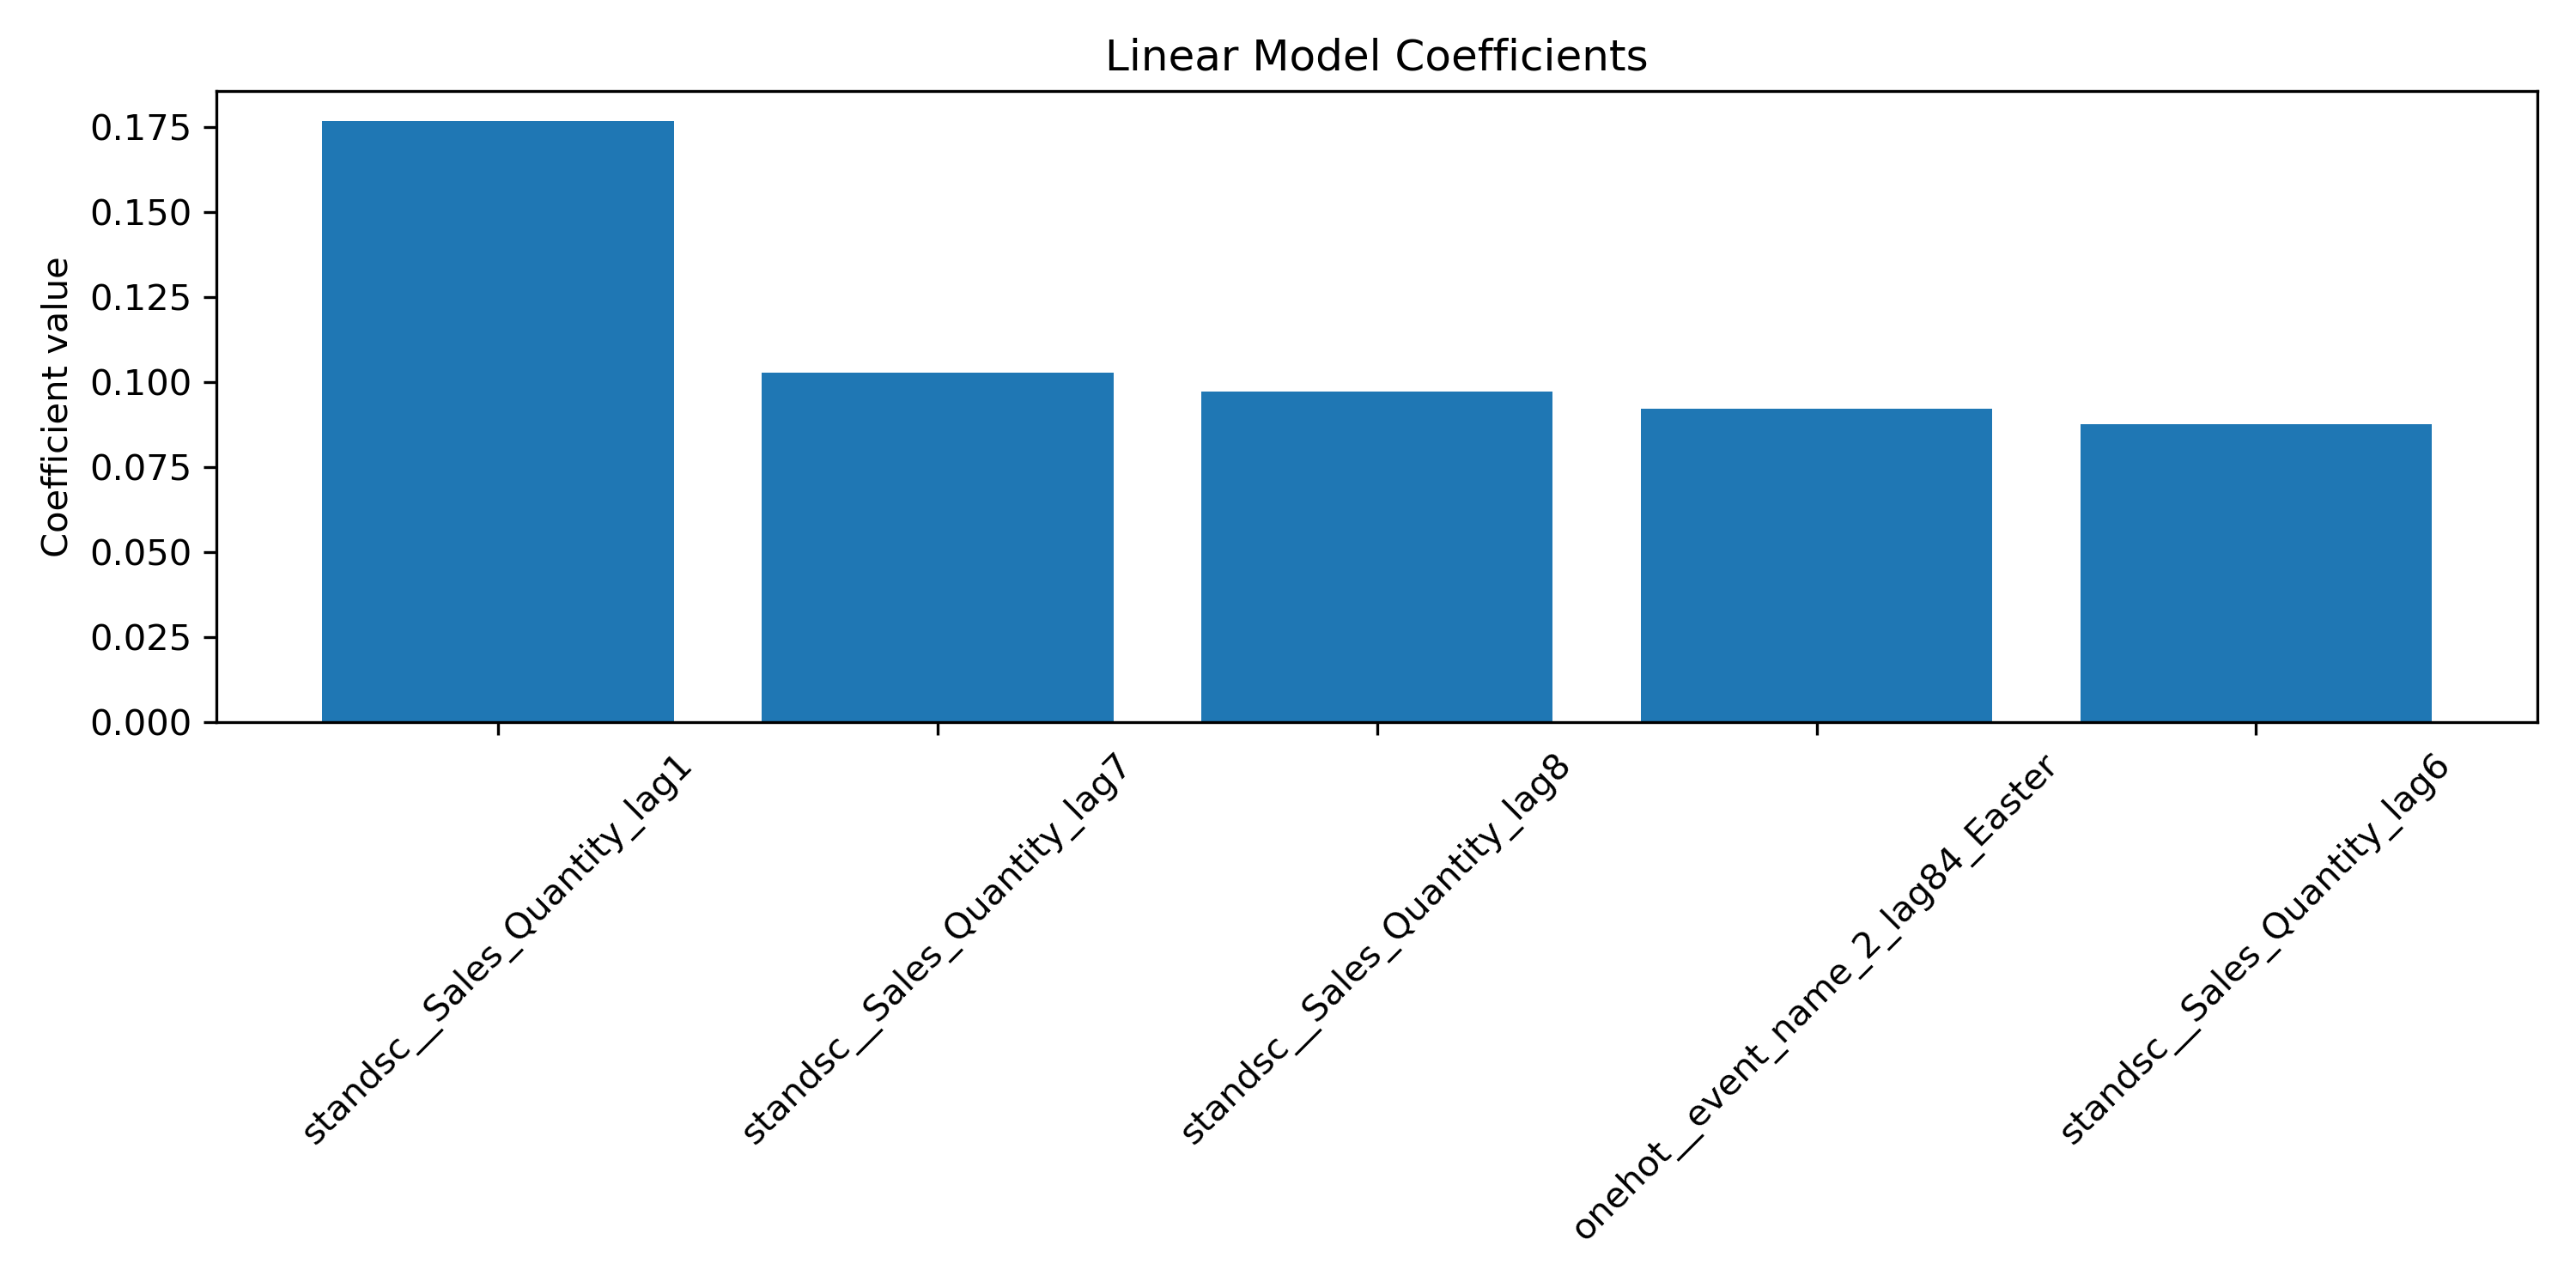 Linear Model Coefficients
Coefficient value
0.175
0.150
0.125
0.100
0.075
0.050
0.025
0.000
standsc__Sales_Quantity_lag1
standsc__Sales_Quantity_lag7
standsc__Sales_Quantity_lag8
onehot__event_name_2_lag84_Easter
standsc__Sales_Quantity_lag6